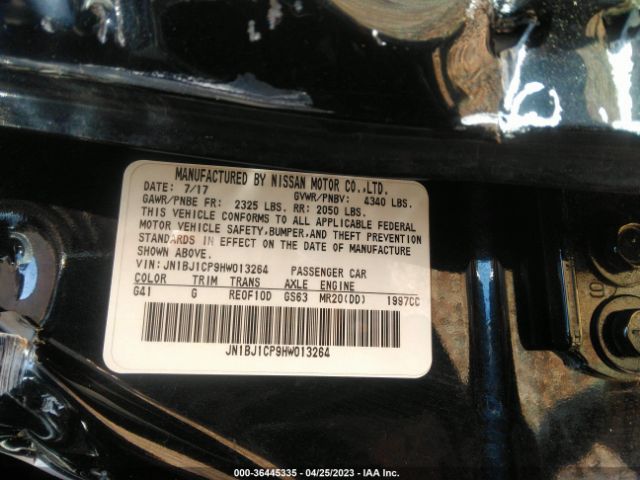 MANUFACTURED BY NISSAN MOTOR CO.,LTD.
DATE: 7/17 GVWR/PNBV: 4340 LBS.
GAWR/PNBE FR: 2325 LBS. RR: 2050 LBS.
THIS VEHICLE CONFORMS TO ALL APPLICABLE FEDERAL
MOTOR VEHICLE SAFETY,BUMPER,AND THEFT PREVENTION
STANDARDS IN EFFECT ON THE DATE OF MANUFACTURE
SHOWN ABOVE.
VIN: JN1BJ1CP9HW013264 PASSENGER CAR
COLOR TRIM TRANS AXLE ENGINE
G41 G RE0F10D GS63 MR20(DD) 1997CC
JN1BJ1CP9HW013264
000-36445335 - 04/25/2023 - IAA Inc.